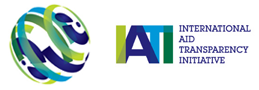 IATI
INTERNATIONAL
AID
TRANSPARENCY
INITIATIVE